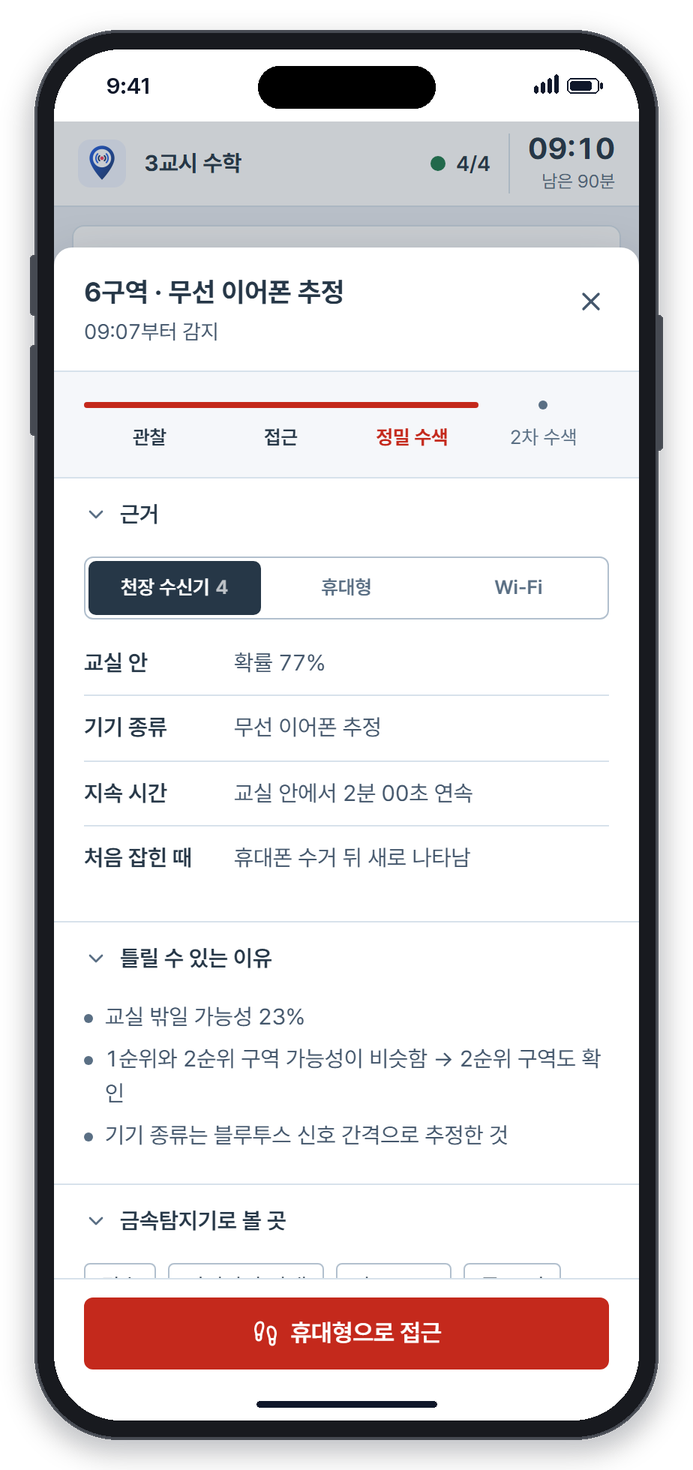 9:41
3교시 수학
4/4
09:10
남은 90분
6구역 · 무선 이어폰 추정
09:07부터 감지
관찰
접근
정밀 수색
2차 수색
근거
천장 수신기 4
휴대형
Wi-Fi
교실 안
확률 77%
기기 종류
무선 이어폰 추정
지속 시간
교실 안에서 2분 00초 연속
처음 잡힌 때
휴대폰 수거 뒤 새로 나타남
틀릴 수 있는 이유
교실 밖일 가능성 23%
1순위와 2순위 구역 가능성이 비슷함 → 2순위 구역도 확
인
기기 종류는 블루투스 신호 간격으로 추정한 것
금속탐지기로 볼 곳
휴대형으로 접근